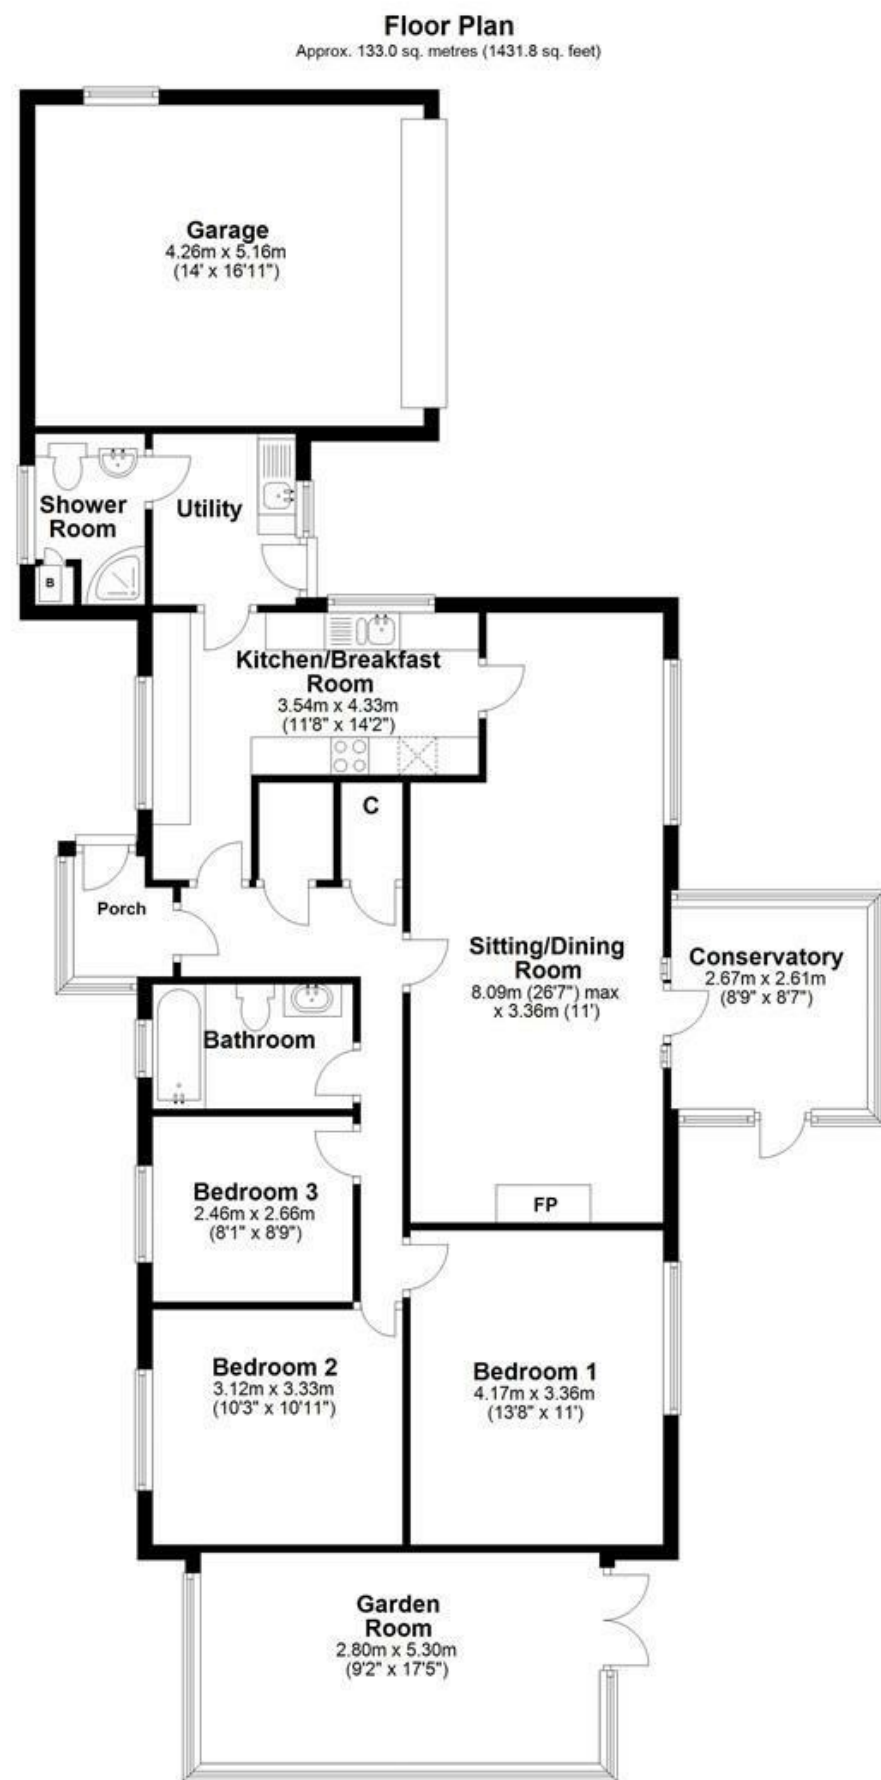 Floor Plan
Approx. 133.0 sq. metres (1431.8 sq. feet)
Garage
4.26m x 5.16m
(14' x 16'11")
Shower
Room
Utility
B
Kitchen/Breakfast
Room
3.54m x 4.33m
(11'8" x 14'2")
C
Porch
Sitting/Dining
Room
8.09m (26'7") max
x 3.36m (11')
Conservatory
2.67m x 2.61m
(8'9" x 8'7")
Bathroom
Bedroom 3
2.46m x 2.66m
(8'1" x 8'9")
FP
Bedroom 2
3.12m x 3.33m
(10'3" x 10'11")
Bedroom 1
4.17m x 3.36m
(13'8" x 11')
Garden
Room
2.80m x 5.30m
(9'2" x 17'5")